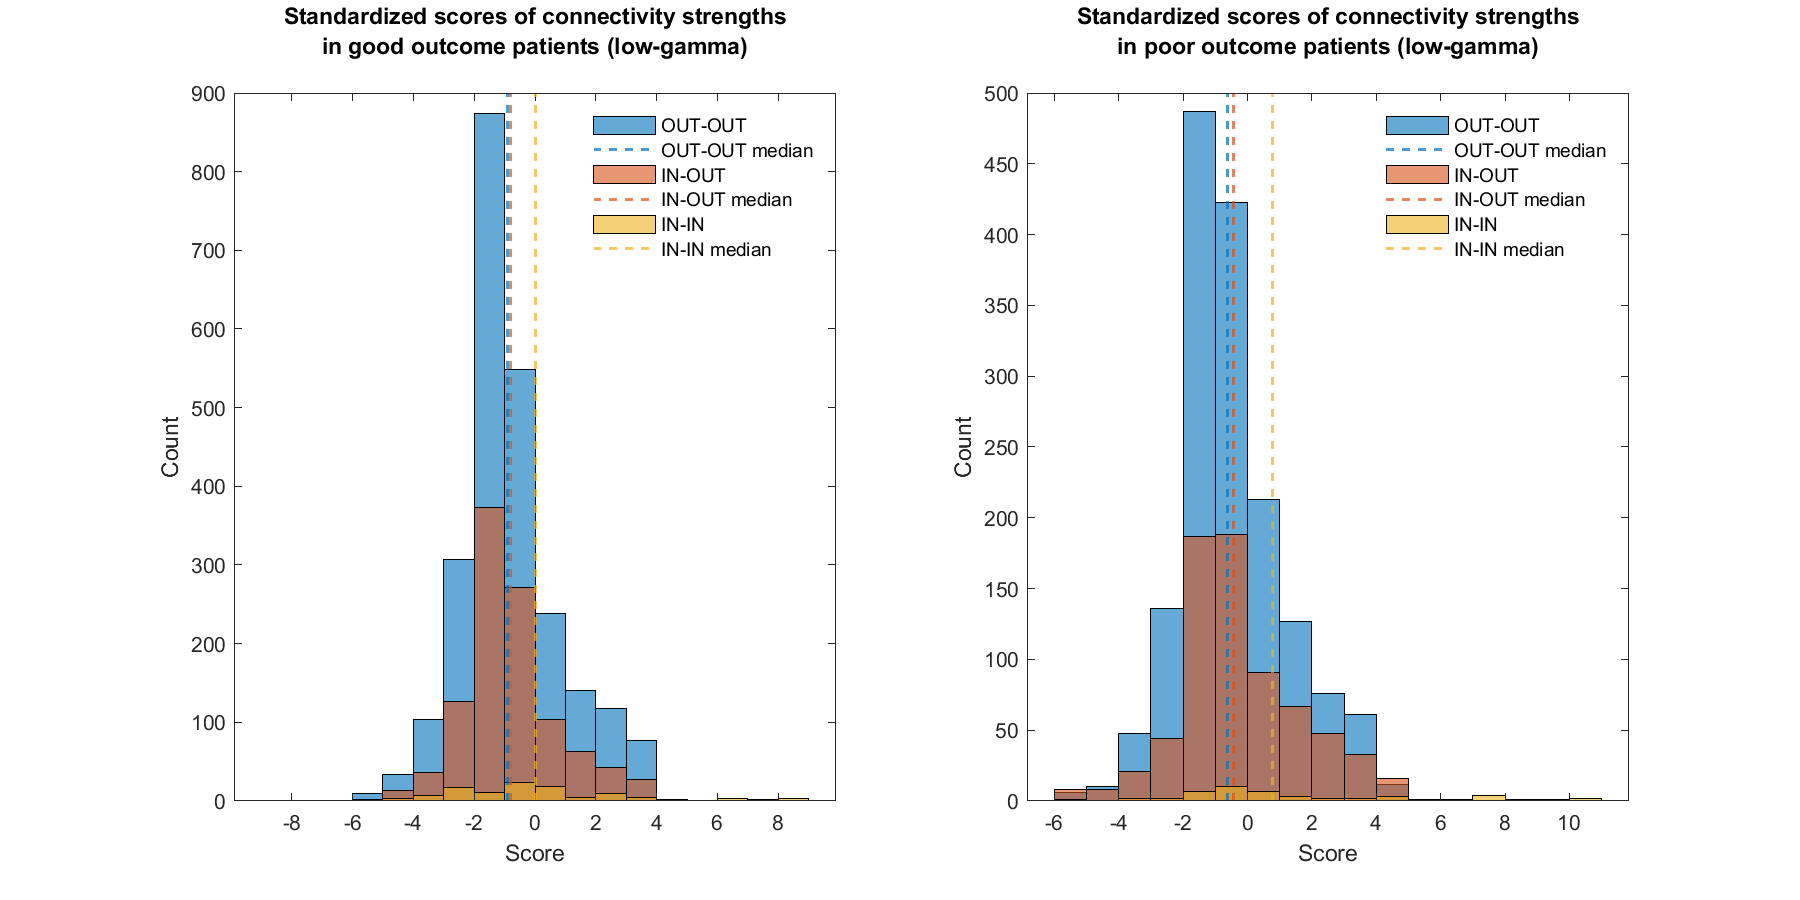 Standardized scores of connectivity strengths
in good outcome patients (low-gamma)
900
800
700
600
500
400
300
200
100
0
Count
-8
-6
-4
-2
0
2
4
6
8
Score
OUT-OUT
OUT-OUT median
IN-OUT
IN-OUT median
IN-IN
IN-IN median
Standardized scores of connectivity strengths
in poor outcome patients (low-gamma)
500
450
400
350
300
250
200
150
100
50
0
Count
-6
-4
-2
0
2
4
6
8
10
Score
OUT-OUT
OUT-OUT median
IN-OUT
IN-OUT median
IN-IN
IN-IN median